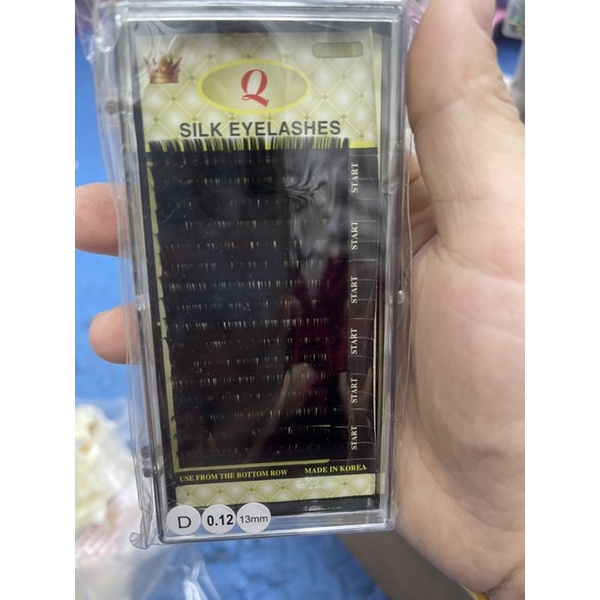 Q
SILK EYELASHES
START
START
START
START
START
START
USE FROM THE BOTTOM ROW MADE IN KOREA
D 0.12 13mm